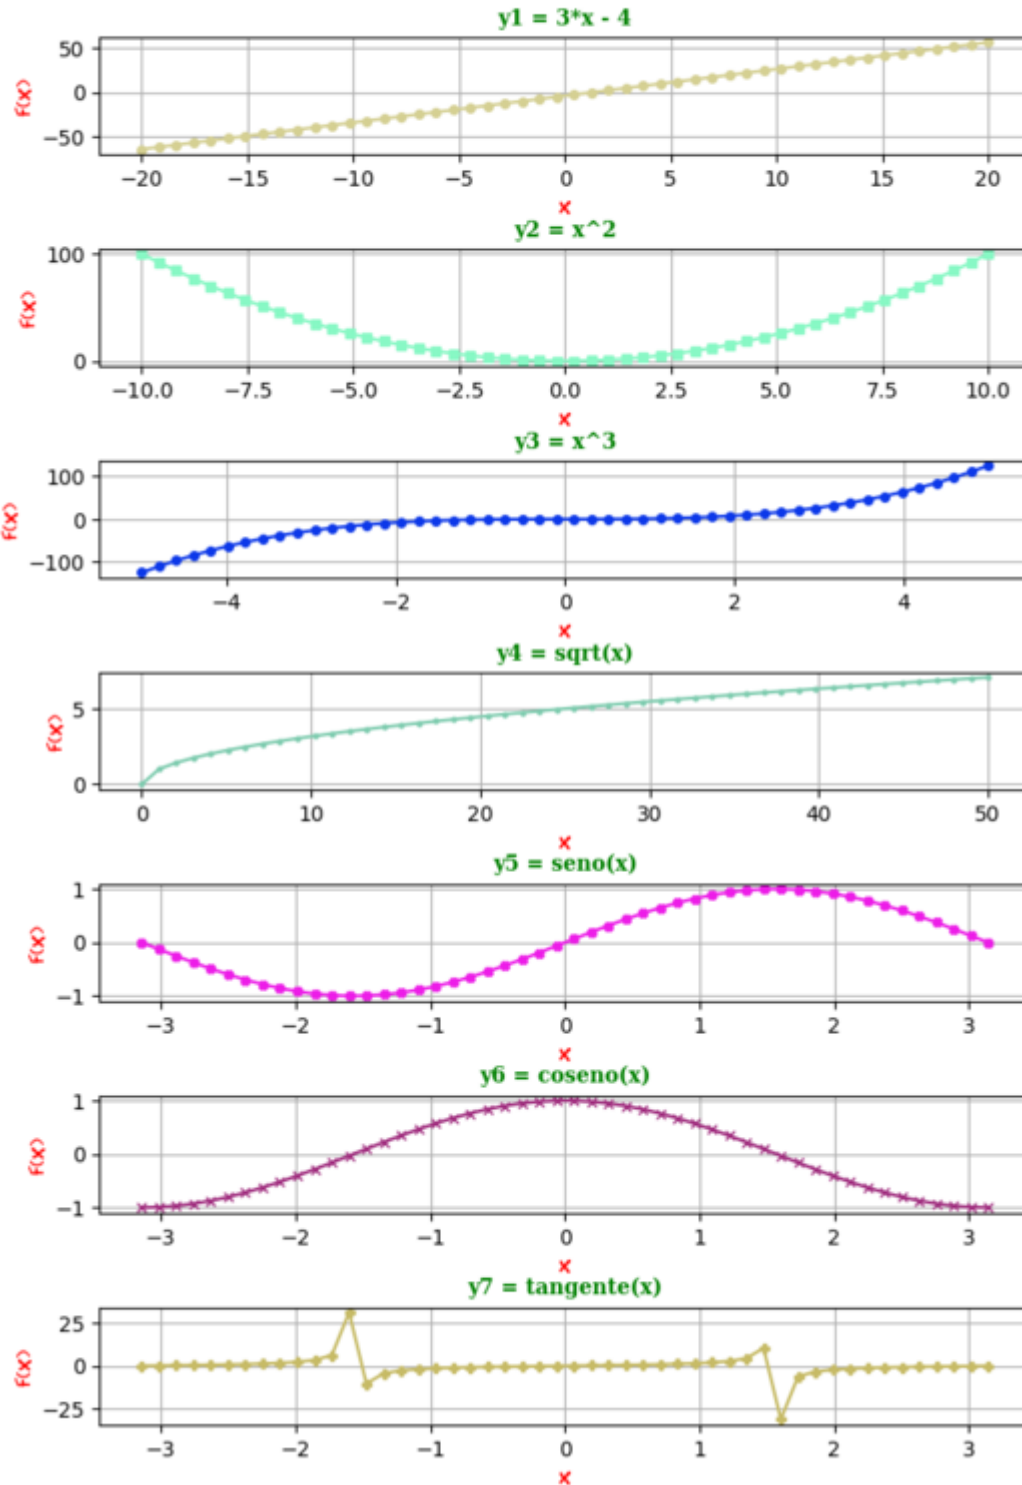 y1 = 3*x - 4
50
0
−50
f(x)
−20 −15 −10 −5 0 5 10 15 20
x
y2 = x^2
100
0
f(x)
−10.0 −7.5 −5.0 −2.5 0.0 2.5 5.0 7.5 10.0
x
y3 = x^3
100
0
−100
f(x)
−4 −2 0 2 4
x
y4 = sqrt(x)
5
0
f(x)
0 10 20 30 40 50
x
y5 = seno(x)
1
0
−1
f(x)
−3 −2 −1 0 1 2 3
x
y6 = coseno(x)
1
0
−1
f(x)
−3 −2 −1 0 1 2 3
x
y7 = tangente(x)
25
0
−25
f(x)
−3 −2 −1 0 1 2 3
x